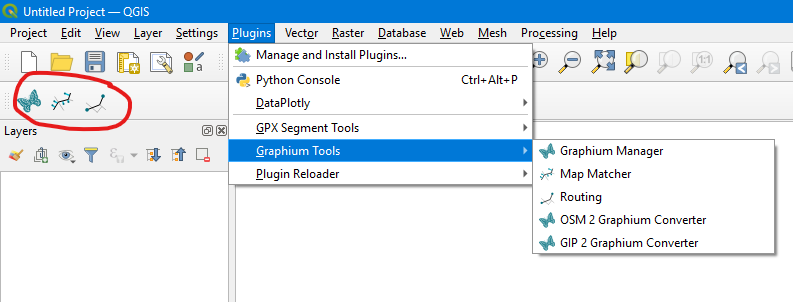 Untitled Project — QGIS
Project Edit View Layer Settings Plugins Vector Raster Database Web Mesh Processing Help
Manage and Install Plugins...
Python Console Ctrl+Alt+P
DataPlotly
GPX Segment Tools
Graphium Tools
Plugin Reloader
Graphium Manager
Map Matcher
Routing
OSM 2 Graphium Converter
GIP 2 Graphium Converter
1:1
Layers